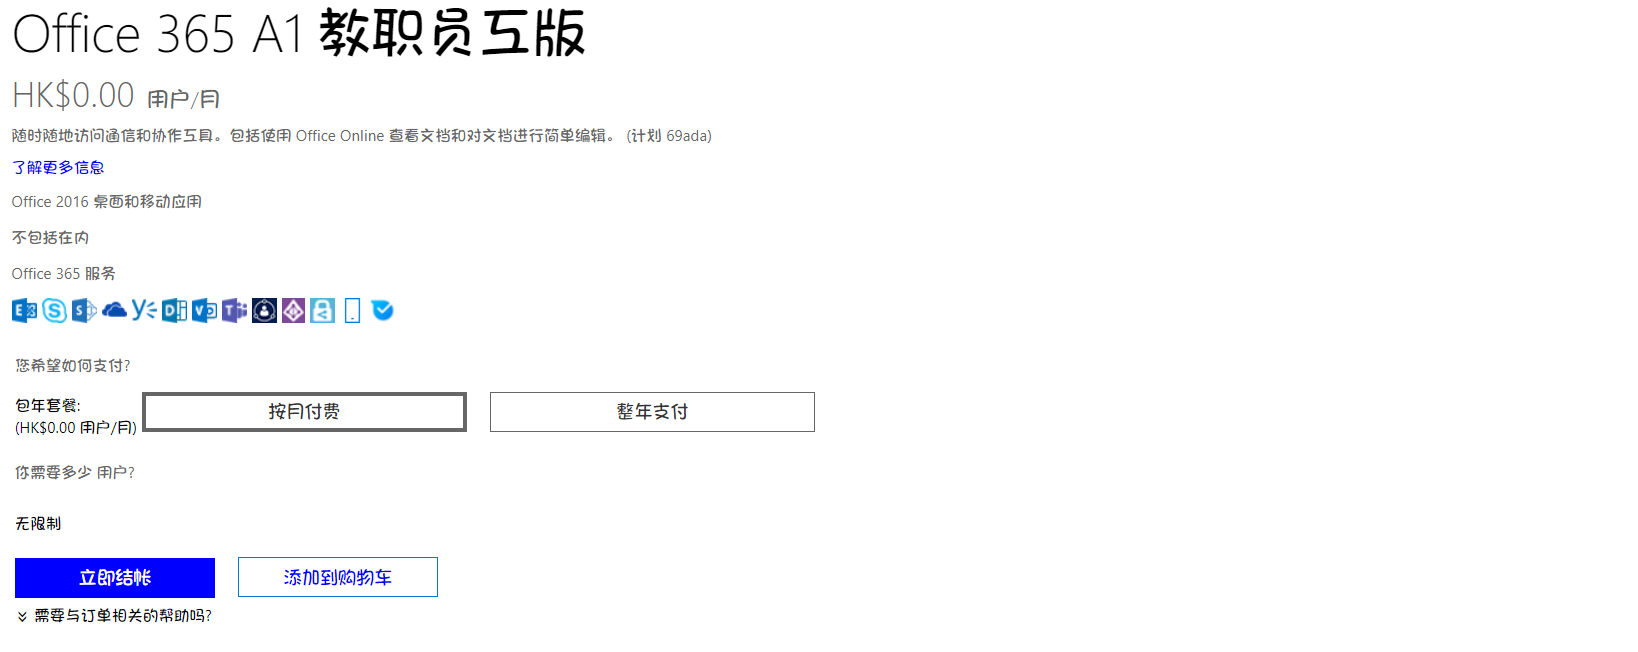 Office 365 A1 教职员工版
HK$0.00 用户/月
随时随地访问通信和协作工具。包括使用 Office Online 查看文档和对文档进行简单编辑。 (计划 69ada)
了解更多信息
Office 2016 桌面和移动应用
不包括在内
Office 365 服务
您希望如何支付?
包年套餐:
(HK$0.00 用户/月)
按月付费
整年支付
你需要多少 用户?
无限制
立即结帐
添加到购物车
需要与订单相关的帮助吗?